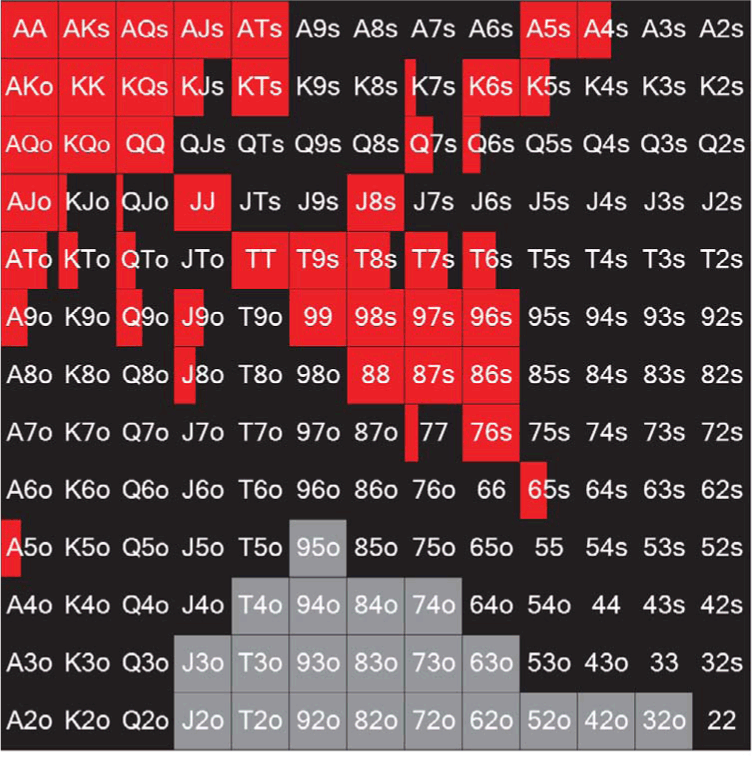 AA AKs AQs AJs ATs A9s A8s A7s A6s A5s A4s A3s A2s
AKo KK KQs KJs KTs K9s K8s K7s K6s K5s K4s K3s K2s
AQo KQo QQ QJs QTs Q9s Q8s Q7s Q6s Q5s Q4s Q3s Q2s
AJo KJo QJo JJ JTs J9s J8s J7s J6s J5s J4s J3s J2s
ATo KTo QTo JTo TT T9s T8s T7s T6s T5s T4s T3s T2s
A9o K9o Q9o J9o T9o 99 98s 97s 96s 95s 94s 93s 92s
A8o K8o Q8o J8o T8o 98o 88 87s 86s 85s 84s 83s 82s
A7o K7o Q7o J7o T7o 97o 87o 77 76s 75s 74s 73s 72s
A6o K6o Q6o J6o T6o 96o 86o 76o 66 65s 64s 63s 62s
A5o K5o Q5o J5o T5o 95o 85o 75o 65o 55 54s 53s 52s
A4o K4o Q4o J4o T4o 94o 84o 74o 64o 54o 44 43s 42s
A3o K3o Q3o J3o T3o 93o 83o 73o 63o 53o 43o 33 32s
A2o K2o Q2o J2o T2o 92o 82o 72o 62o 52o 42o 32o 22